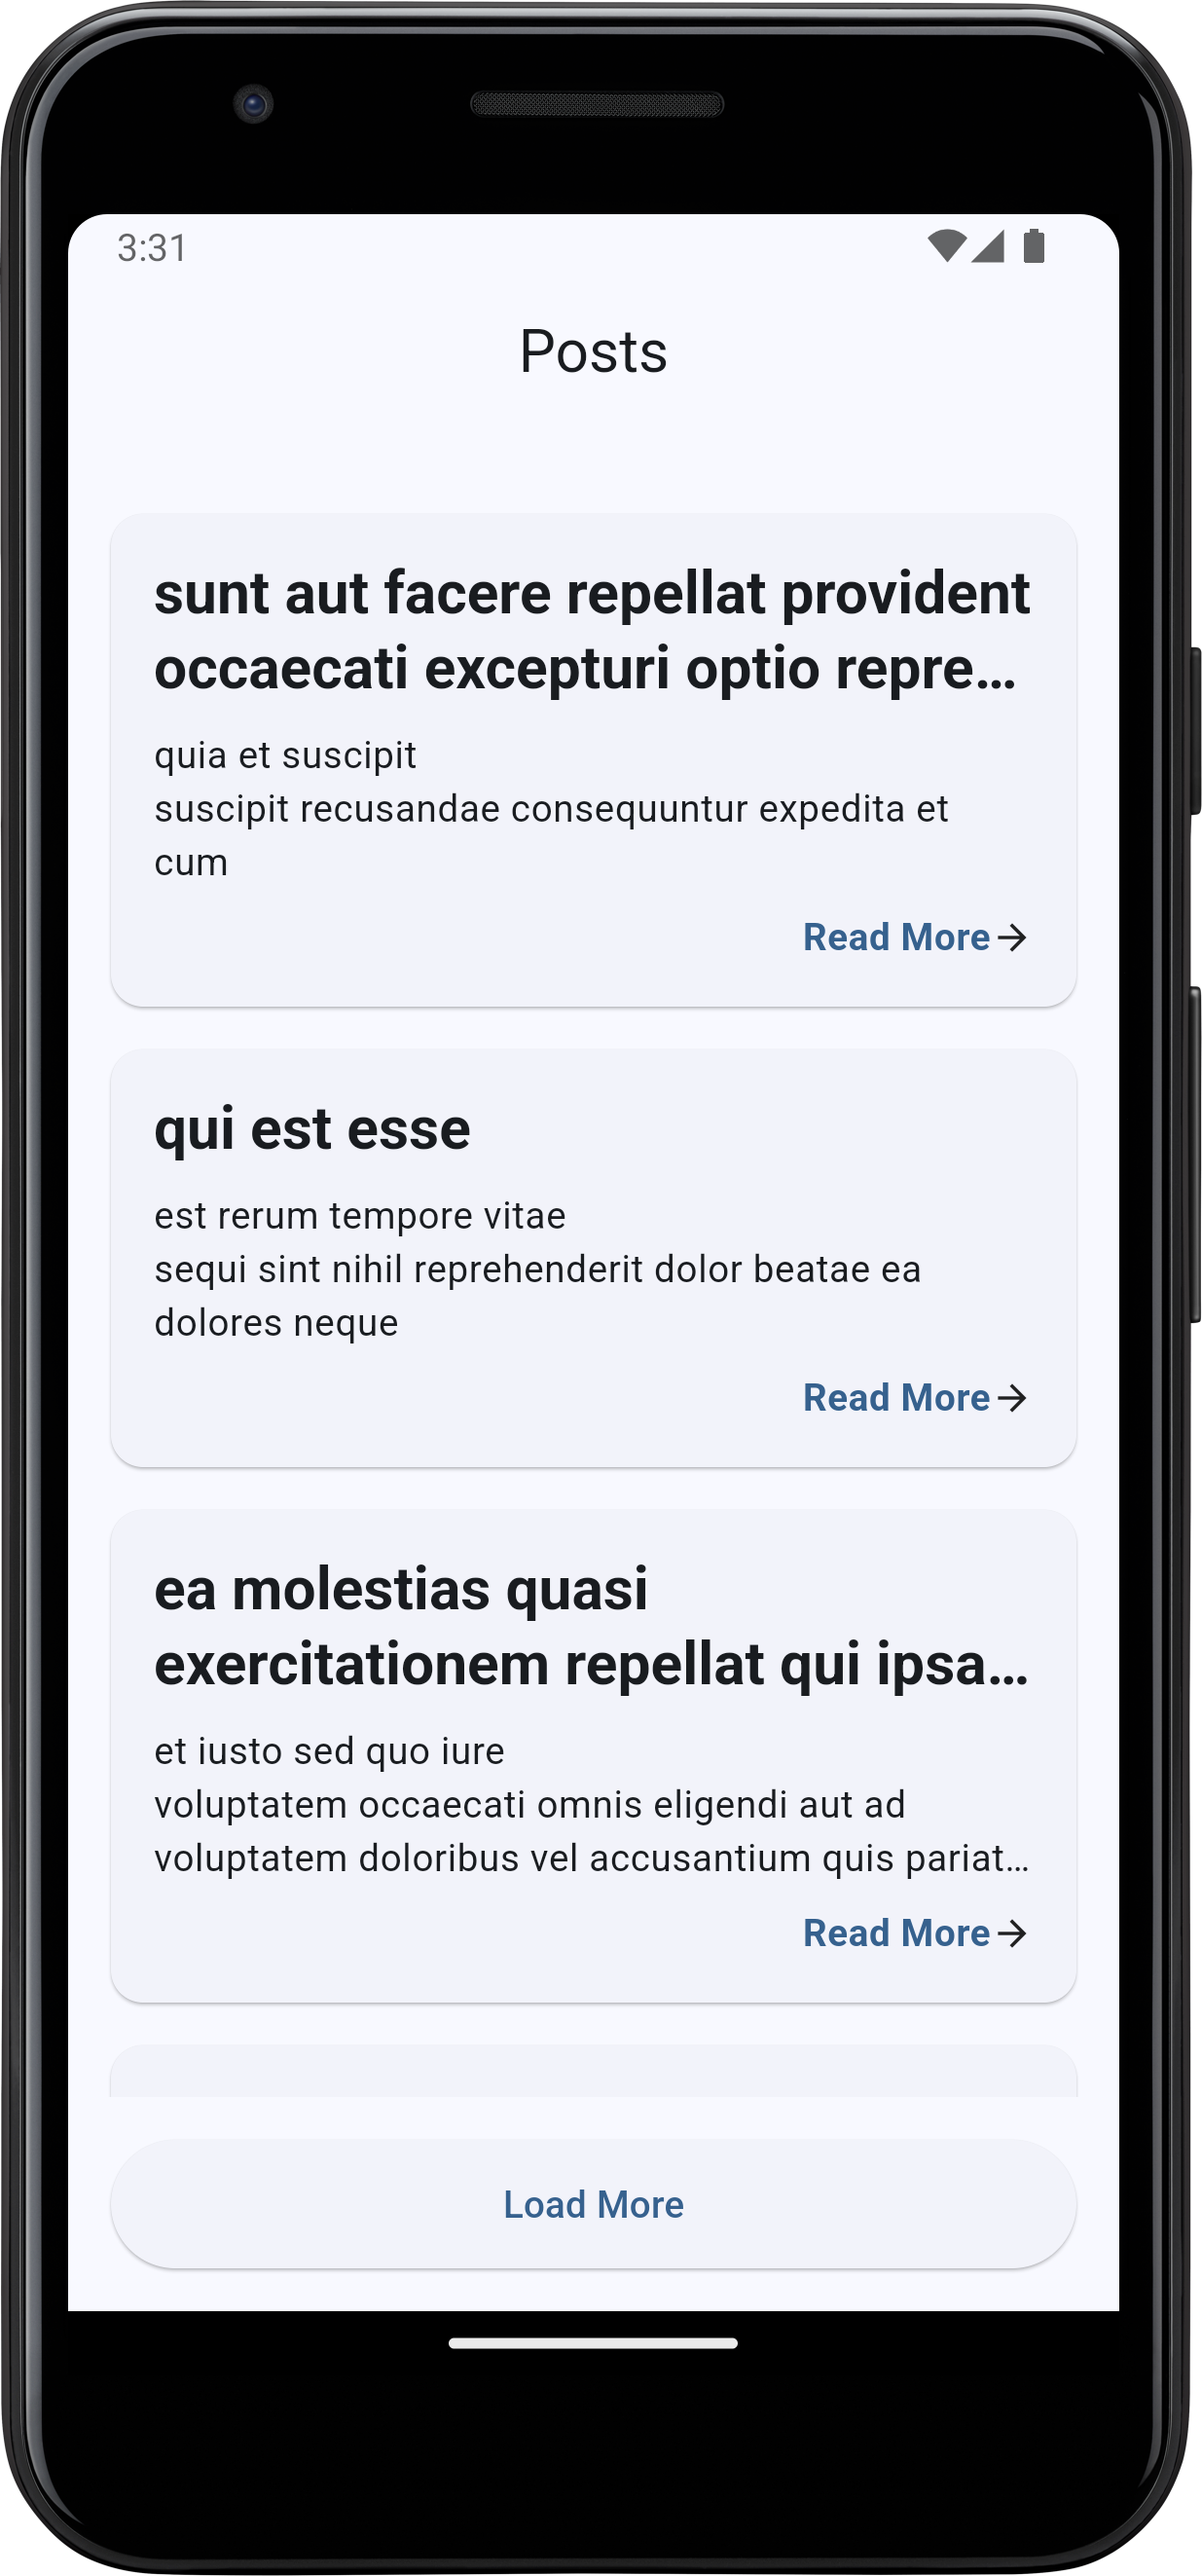 3:31
Posts
sunt aut facere repellat provident
occaecati excepturi optio repre…
quia et suscipit
suscipit recusandae consequuntur expedita et
cum
Read More
qui est esse
est rerum tempore vitae
sequi sint nihil reprehenderit dolor beatae ea
dolores neque
Read More
ea molestias quasi
exercitationem repellat qui ipsa…
et iusto sed quo iure
voluptatem occaecati omnis eligendi aut ad
voluptatem doloribus vel accusantium quis pariat…
Read More
Load More